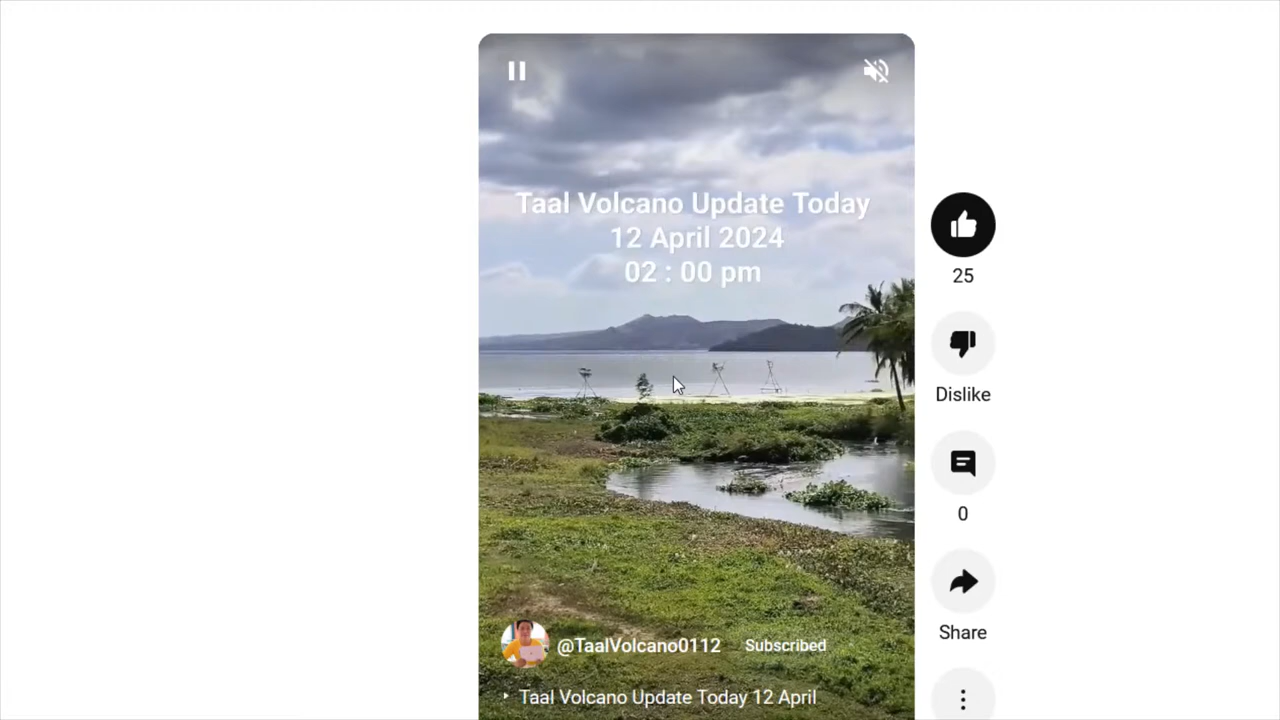 Taal Volcano Update Today
12 April 2024
02 : 00 pm
25
Dislike
0
Share
@TaalVolcano0112 Subscribed
Taal Volcano Update Today 12 April